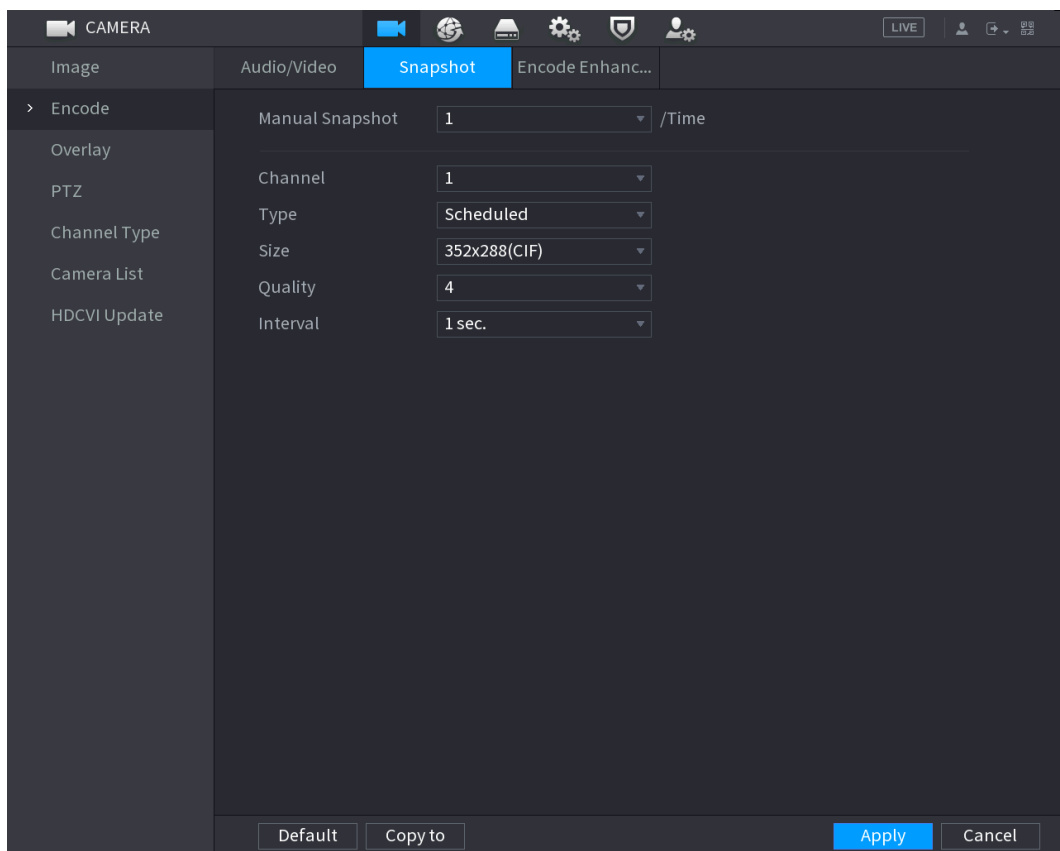 CAMERA
LIVE
Image
Audio/Video
Snapshot
Encode Enhanc...
Encode
Manual Snapshot
1
/Time
Overlay
PTZ
Channel
1
Channel Type
Type
Scheduled
Camera List
Size
352x288(CIF)
HDCVI Update
Quality
4
Interval
1 sec.
Default
Copy to
Apply
Cancel